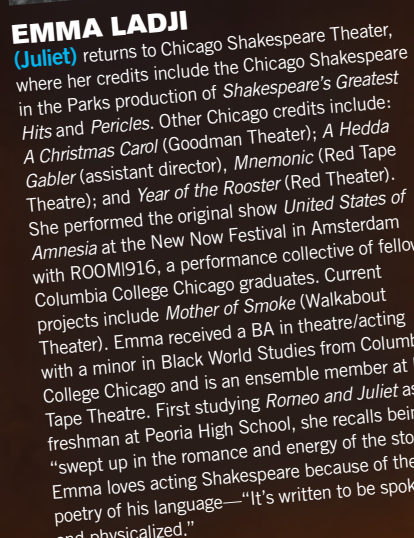 EMMA LADJI
(Juliet) returns to Chicago Shakespeare Theater,
where her credits include the Chicago Shakespeare
in the Parks production of Shakespeare's Greatest
Hits and Pericles. Other Chicago credits include:
A Christmas Carol (Goodman Theater); A Hedda
Gabler (assistant director), Mnemonic (Red Tape
Theatre); and Year of the Rooster (Red Theater).
She performed the original show United States of
Amnesia at the New Now Festival in Amsterdam
with ROOM|916, a performance collective of
Columbia College Chicago graduates. Current
projects include Mother of Smoke (Walkabout
Theater). Emma received a BA in theatre/acting
with a minor in Black World Studies from
College Chicago and is an ensemble member at
Tape Theatre. First studying Romeo and Juliet
freshman at Peoria High School, she recalls
"swept up in the romance and energy of the
Emma loves acting Shakespeare because of the
poetry of his language—"It's written to be
and physicalized."